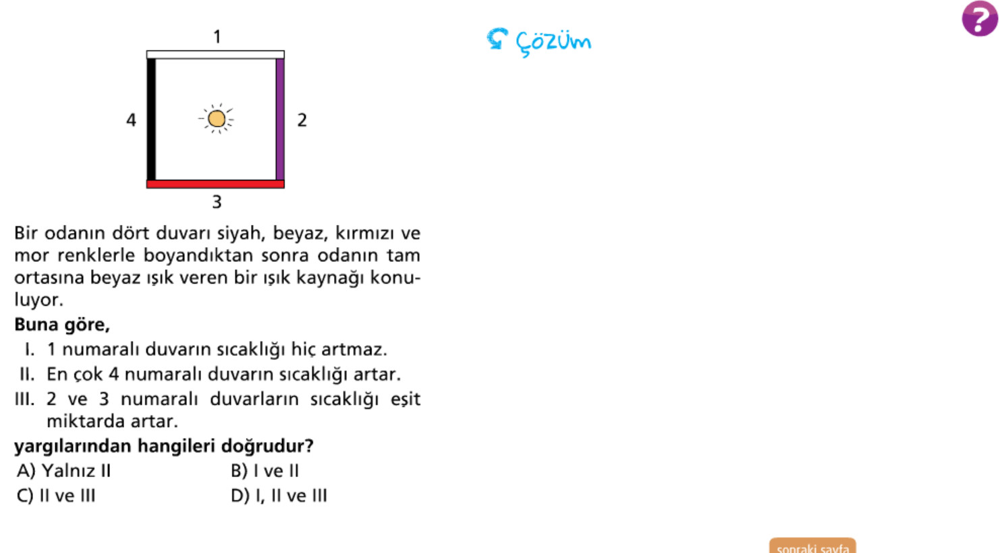 1
4
2
3
Bir odanın dört duvarı siyah, beyaz, kırmızı ve
mor renklerle boyandıktan sonra odanın tam
ortasına beyaz ışık veren bir ışık kaynağı konu-
luyor.
Buna göre,
I. 1 numaralı duvarın sıcaklığı hiç artmaz.
II. En çok 4 numaralı duvarın sıcaklığı artar.
III. 2 ve 3 numaralı duvarların sıcaklığı eşit
miktarda artar.
yargılarından hangileri doğrudur?
A) Yalnız II B) I ve II
C) II ve III D) I, II ve III
Çözüm
?
sonraki sayfa